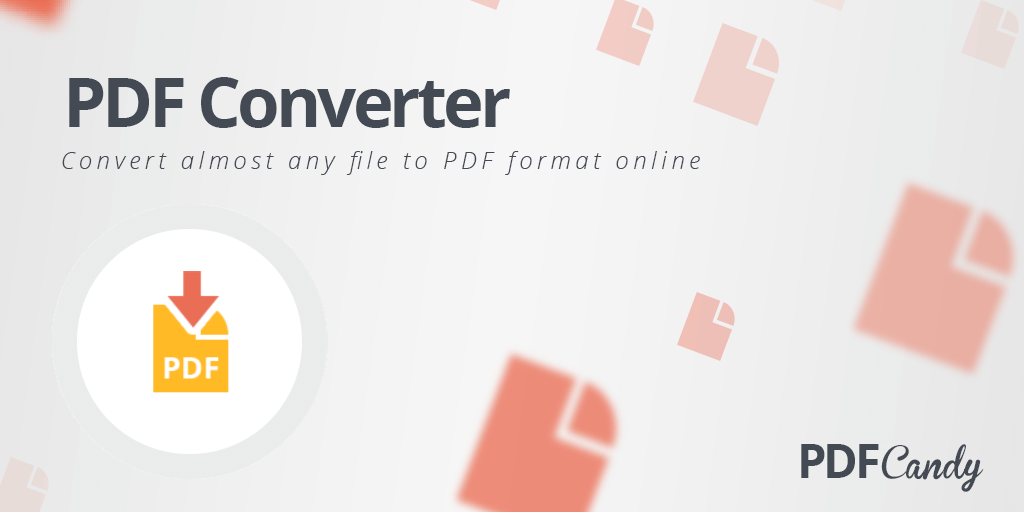 PDF Converter
Convert almost any file to PDF format online
PDF
PDFCandy